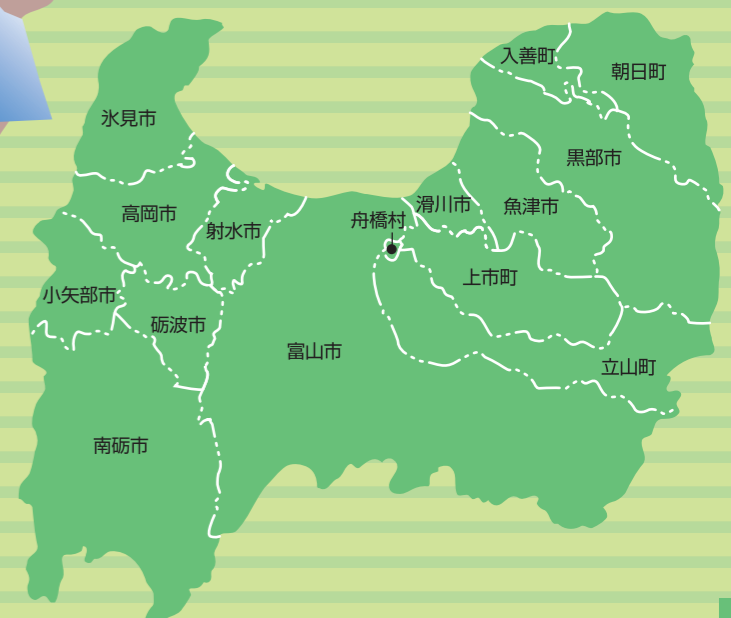 入善町
朝日町
氷見市
黒部市
高岡市
射水市
舟橋村
滑川市
魚津市
上市町
小矢部市
砺波市
富山市
立山町
南砺市